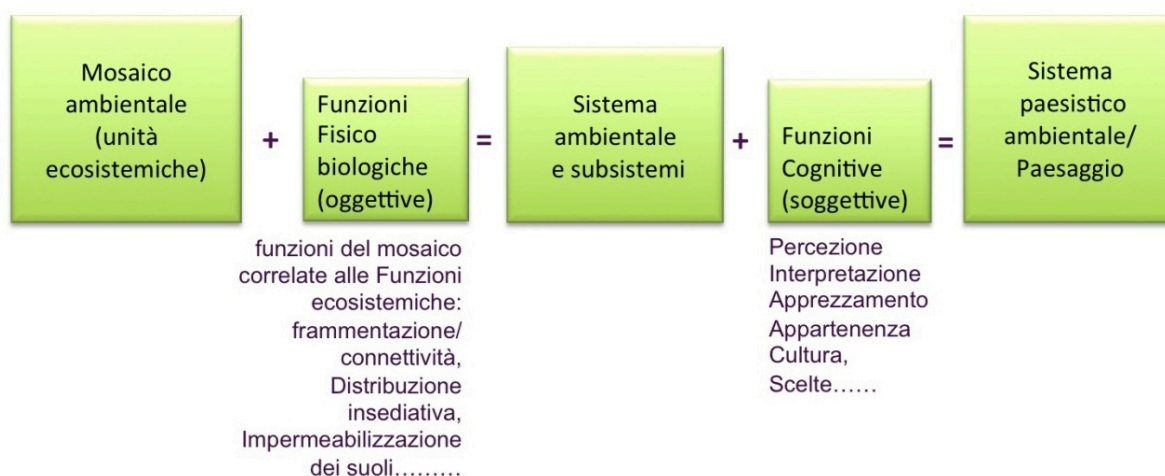 Mosaico
ambientale
(unità
ecosistemiche)
+
Funzioni
Fisico
biologiche
(oggettive)
=
Sistema
ambientale
e subsistemi
+
Funzioni
Cognitive
(soggettive)
=
Sistema
paesistico
ambientale/
Paesaggio
funzioni del mosaico
correlate alle Funzioni
ecosistemiche:
frammentazione/
connettività,
Distribuzione
insediativa,
Impermeabilizzazione
dei suoli………
Percezione
Interpretazione
Apprezzamento
Appartenenza
Cultura,
Scelte……